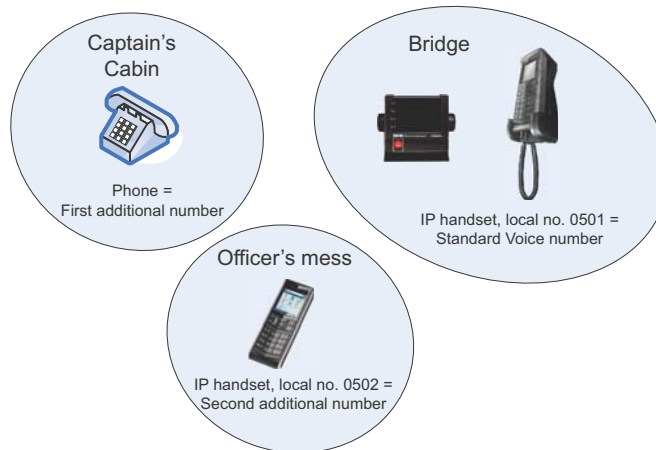 Captain's
Cabin
Phone =
First additional number
Bridge
IP handset, local no. 0501 =
Standard Voice number
Officer's mess
IP handset, local no. 0502 =
Second additional number